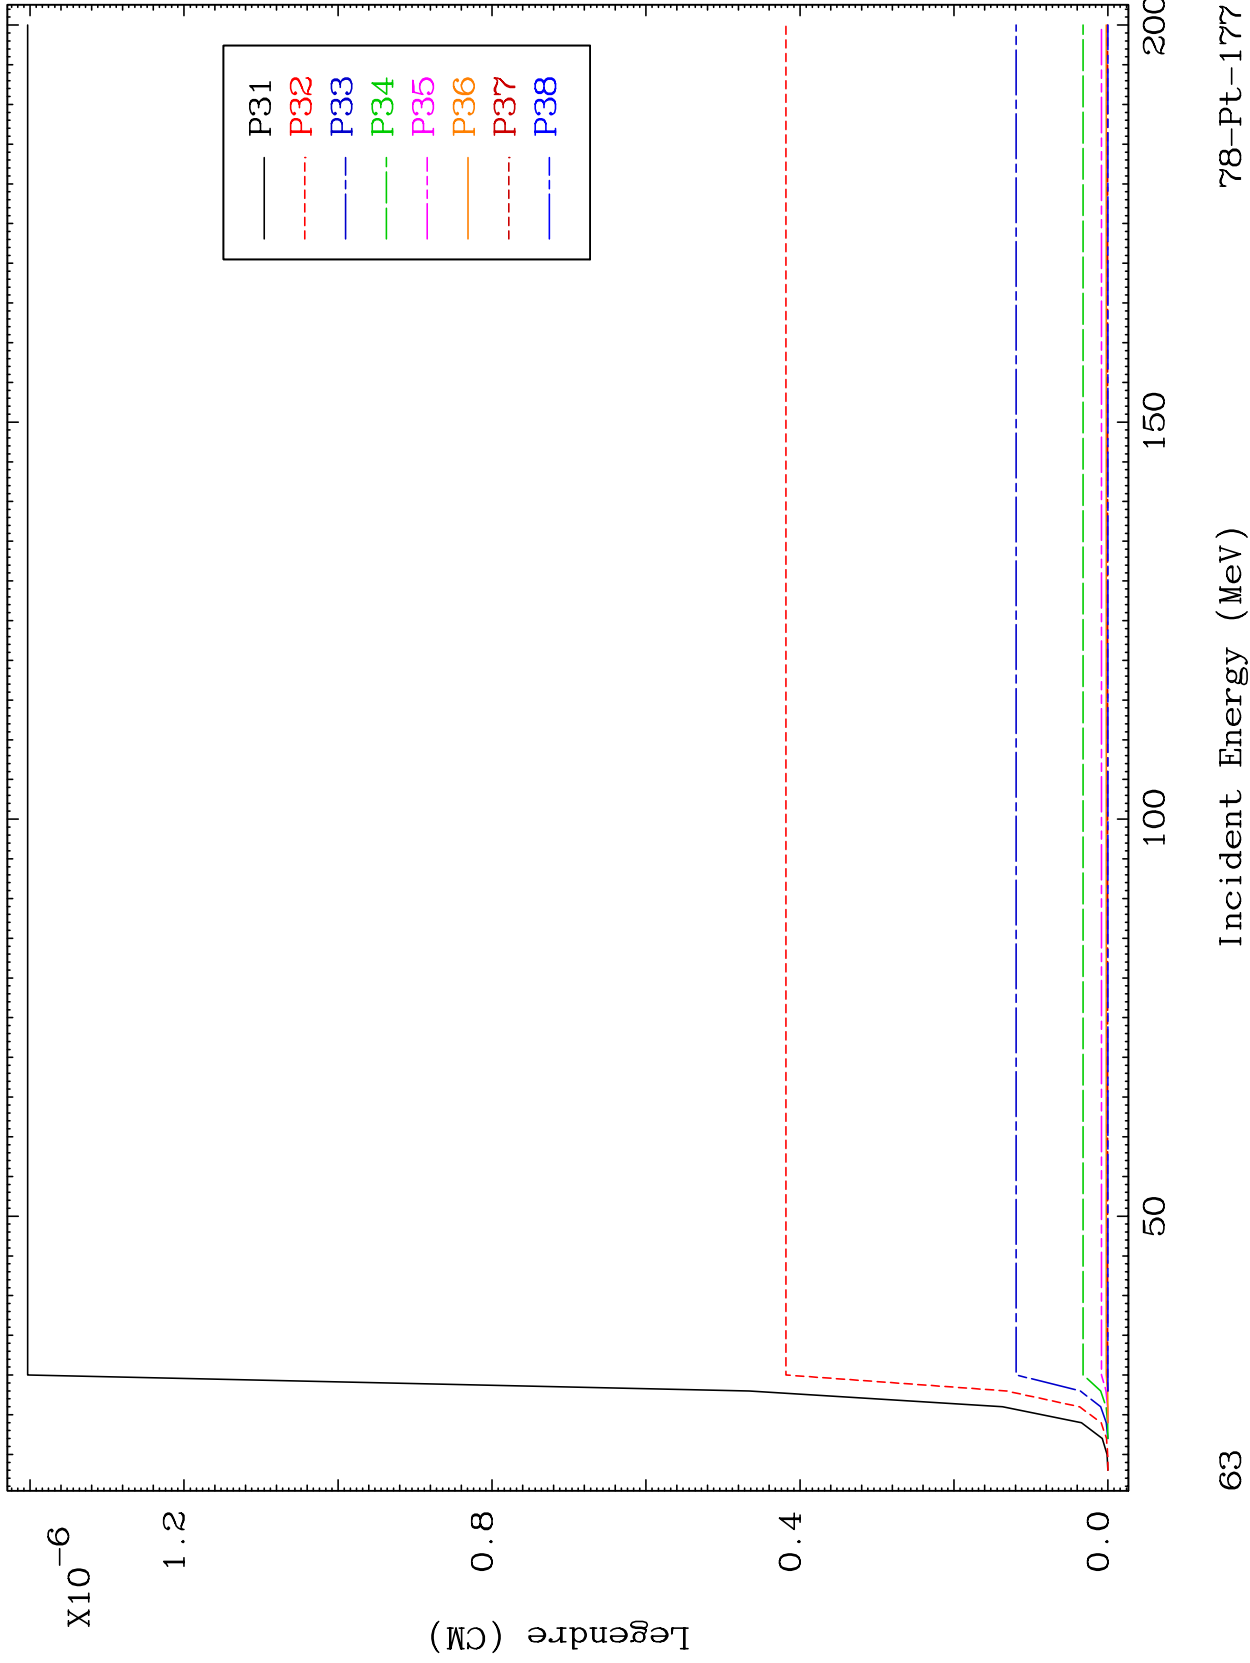 X10-6
1.2
0.8
0.4
0.0
Legendre (CM)
P31
P32
P33
P34
P35
P36
P37
P38
50
100
150
200
63
Incident Energy (MeV)
78-Pt-177